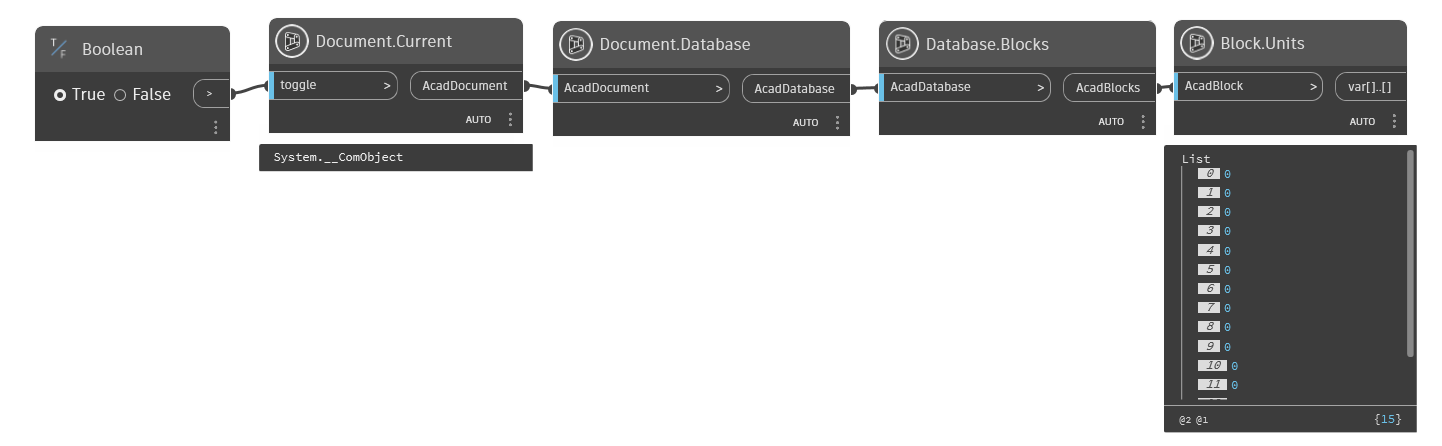 T/F Boolean
True False >
Document.Current
toggle > AcadDocument
AUTO
System.__ComObject
Document.Database
AcadDocument > AcadDatabase
AUTO
Database.Blocks
AcadDatabase > AcadBlocks
AUTO
Block.Units
AcadBlock > var[]..[]
AUTO
List
0 0
1 0
2 0
3 0
4 0
5 0
6 0
7 0
8 0
9 0
10 0
11 0
@2 @1 {15}